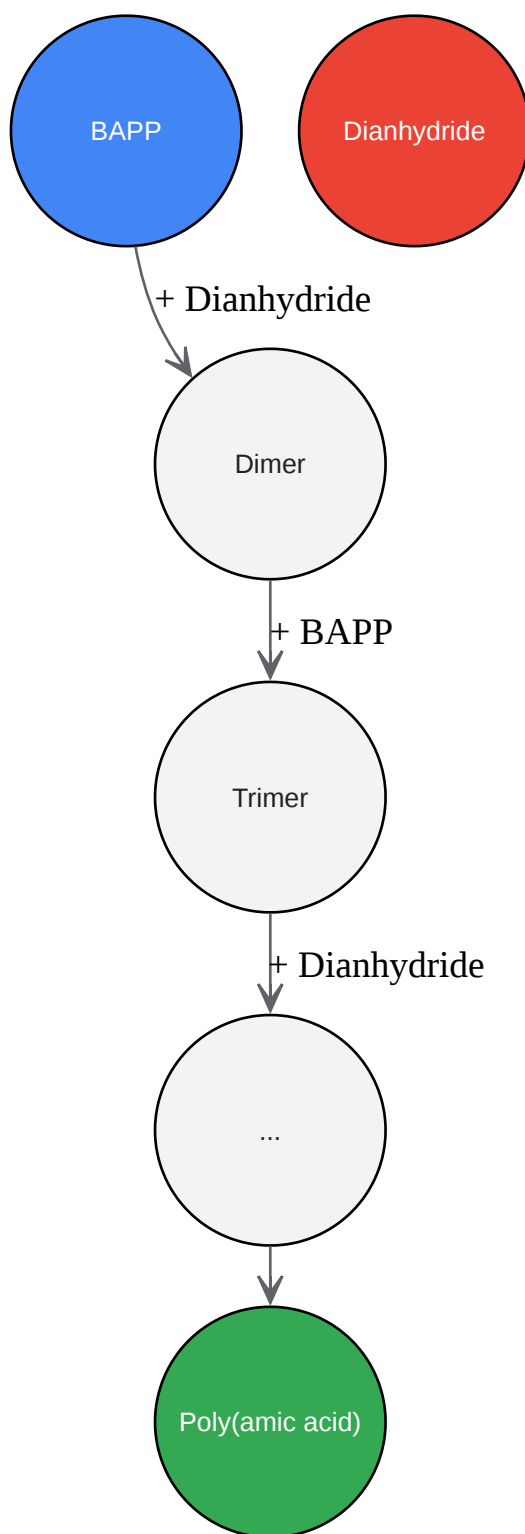 BAPP
Dianhydride
+ Dianhydride
Dimer
+ BAPP
Trimer
+ Dianhydride
...
Poly(amic acid)